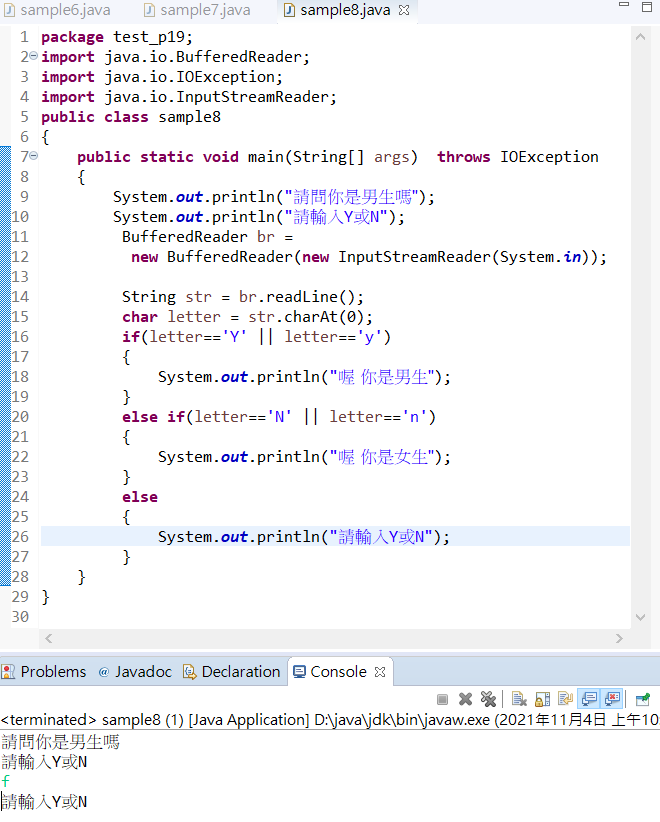 sample6.java sample7.java sample8.java
1 package test_p19;
2 import java.io.BufferedReader;
3 import java.io.IOException;
4 import java.io.InputStreamReader;
5 public class sample8
6 {
7 public static void main(String[] args)  throws IOException
8 {
9 System.out.println("請問你是男生嗎");
10 System.out.println("請輸入Y或N");
11 BufferedReader br =
12 new BufferedReader(new InputStreamReader(System.in));
13
14 String str = br.readLine();
15 char letter = str.charAt(0);
16 if(letter=='Y' || letter=='y')
17 {
18 System.out.println("喔 你是男生");
19 }
20 else if(letter=='N' || letter=='n')
21 {
22 System.out.println("喔 你是女生");
23 }
24 else
25 {
26 System.out.println("請輸入Y或N");
27 }
28 }
29 }
30
Problems @ Javadoc Declaration Console
<terminated> sample8 (1) [Java Application] D:\java\jdk\bin\javaw.exe (2021年11月4日 上午10:
請問你是男生嗎
請輸入Y或N
f
請輸入Y或N